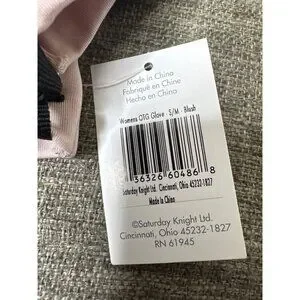 Made in China
Fabriqué en Chine
Hecho en China
Womens OTG Glove - S/M - Blush
36326 60486 8
Saturday Knight Ltd. Cincinnati, Ohio 45232-1827
Made in China
©Saturday Knight Ltd.
Cincinnati, Ohio 45232-1827
RN 61945